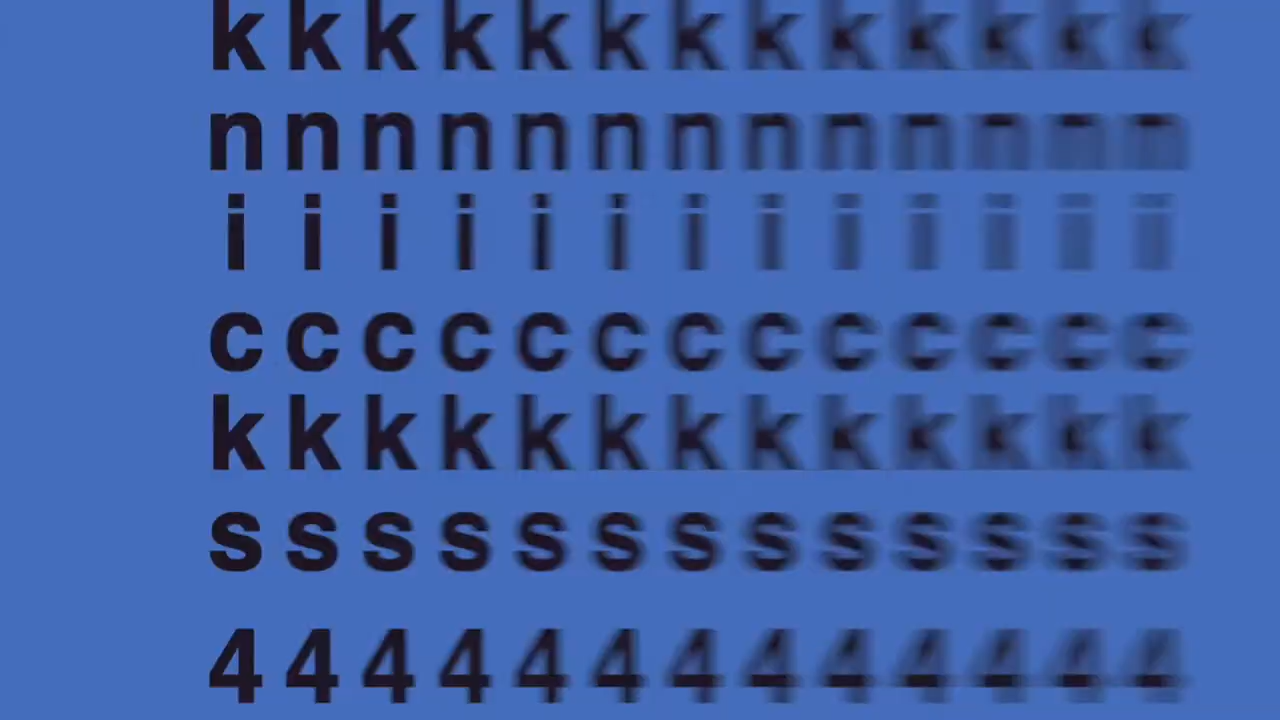 k k k k k k k k k k k k k
n n n n n n n n n n n n n
i i i i i i i i i i i i i
c c c c c c c c c c c c c
k k k k k k k k k k k k k
s s s s s s s s s s s s s
4 4 4 4 4 4 4 4 4 4 4 4 4